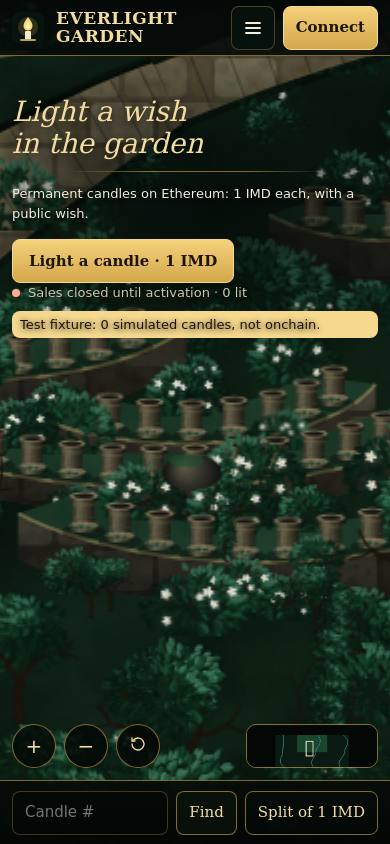 EVERLIGHT
GARDEN
Connect
Light a wish
in the garden
Permanent candles on Ethereum: 1 IMD each, with a
public wish.
Light a candle · 1 IMD
Sales closed until activation · 0 lit
Test fixture: 0 simulated candles, not onchain.
+
−
Candle #
Find
Split of 1 IMD